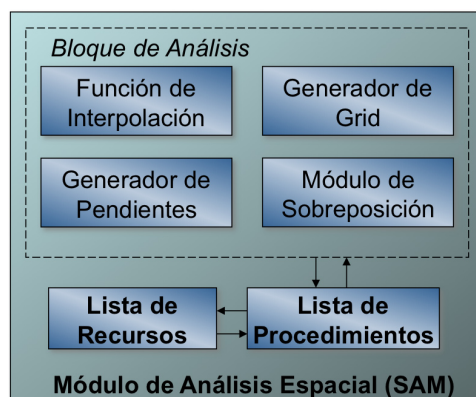 Bloque de Análisis
Función de
Interpolación
Generador de
Grid
Generador de
Pendientes
Módulo de
Sobreposición
Lista de
Recursos
Lista de
Procedimientos
Módulo de Análisis Espacial (SAM)